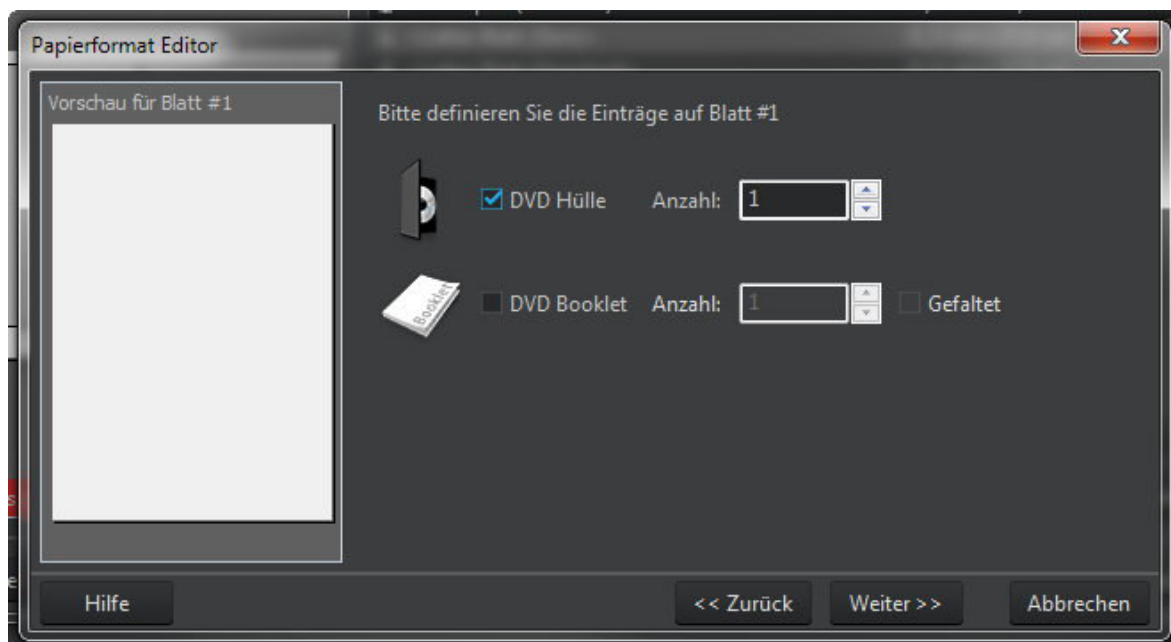 Papierformat Editor
Vorschau für Blatt #1
Bitte definieren Sie die Einträge auf Blatt #1
DVD Hülle Anzahl: 1
Booklet
DVD Booklet Anzahl: 1 Gefaltet
Hilfe << Zurück Weiter >> Abbrechen